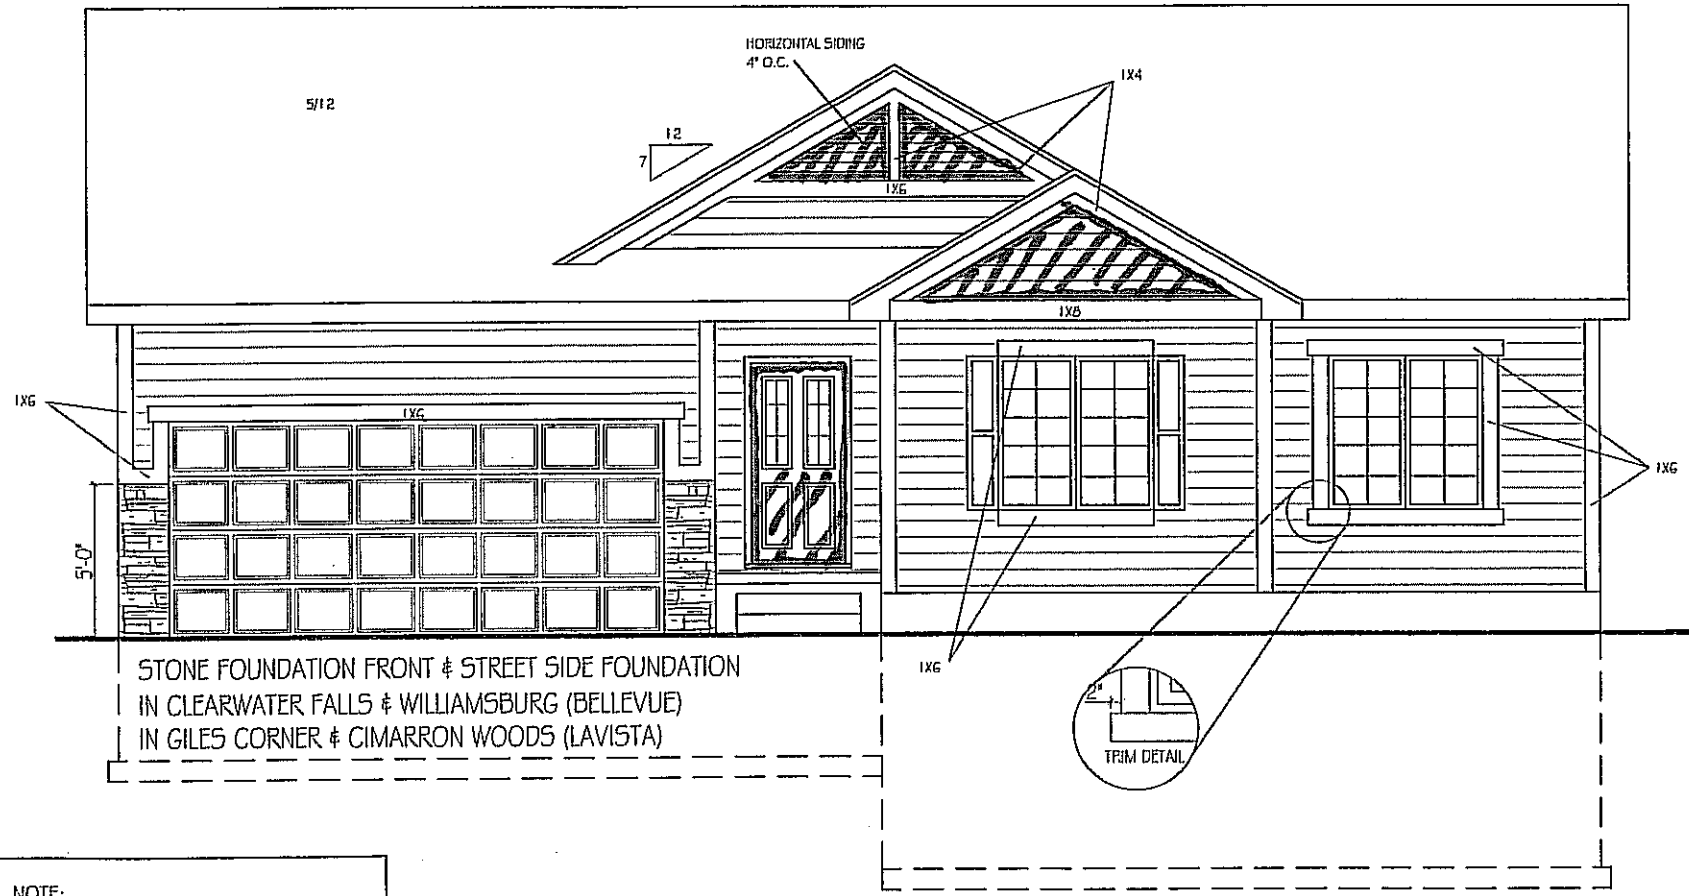 HORIZONTAL SIDING
4" O.C.
1X4
5/12
12
7
1X6
1X8
1X6
1X6
1X6
5'-0"
1X6
STONE FOUNDATION FRONT & STREET SIDE FOUNDATION
IN CLEARWATER FALLS & WILLIAMSBURG (BELLEVUE)
IN GILES CORNER & CIMARRON WOODS (LAVISTA)
2"
TRIM DETAIL
NOTE: